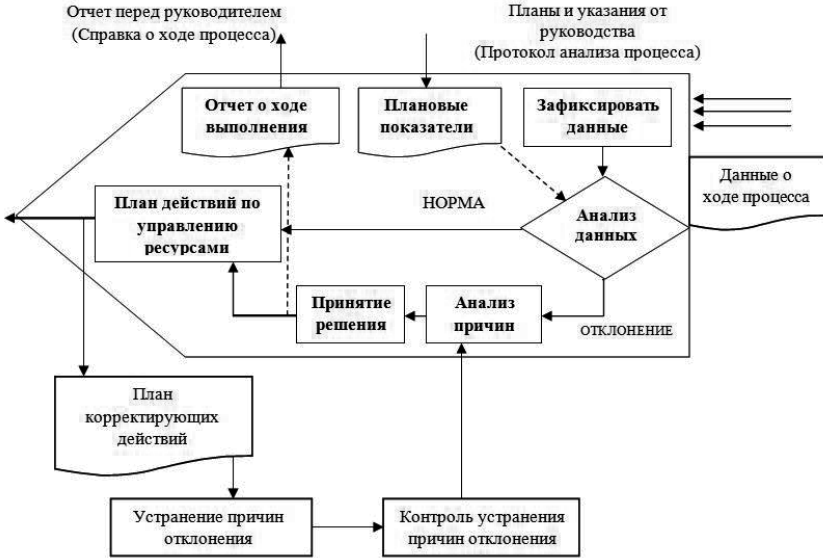 Отчет перед руководителем
(Справка о ходе процесса)
Планы и указания от
руководства
(Протокол анализа процесса)
Отчет о ходе
выполнения
Плановые
показатели
Зафиксировать
данные
Данные о
ходе процесса
План действий по
управлению
ресурсами
НОРМА
Анализ
данных
Принятие
решения
Анализ
причин
ОТКЛОНЕНИЕ
План
корректирующих
действий
Устранение причин
отклонения
Контроль устранения
причин отклонения